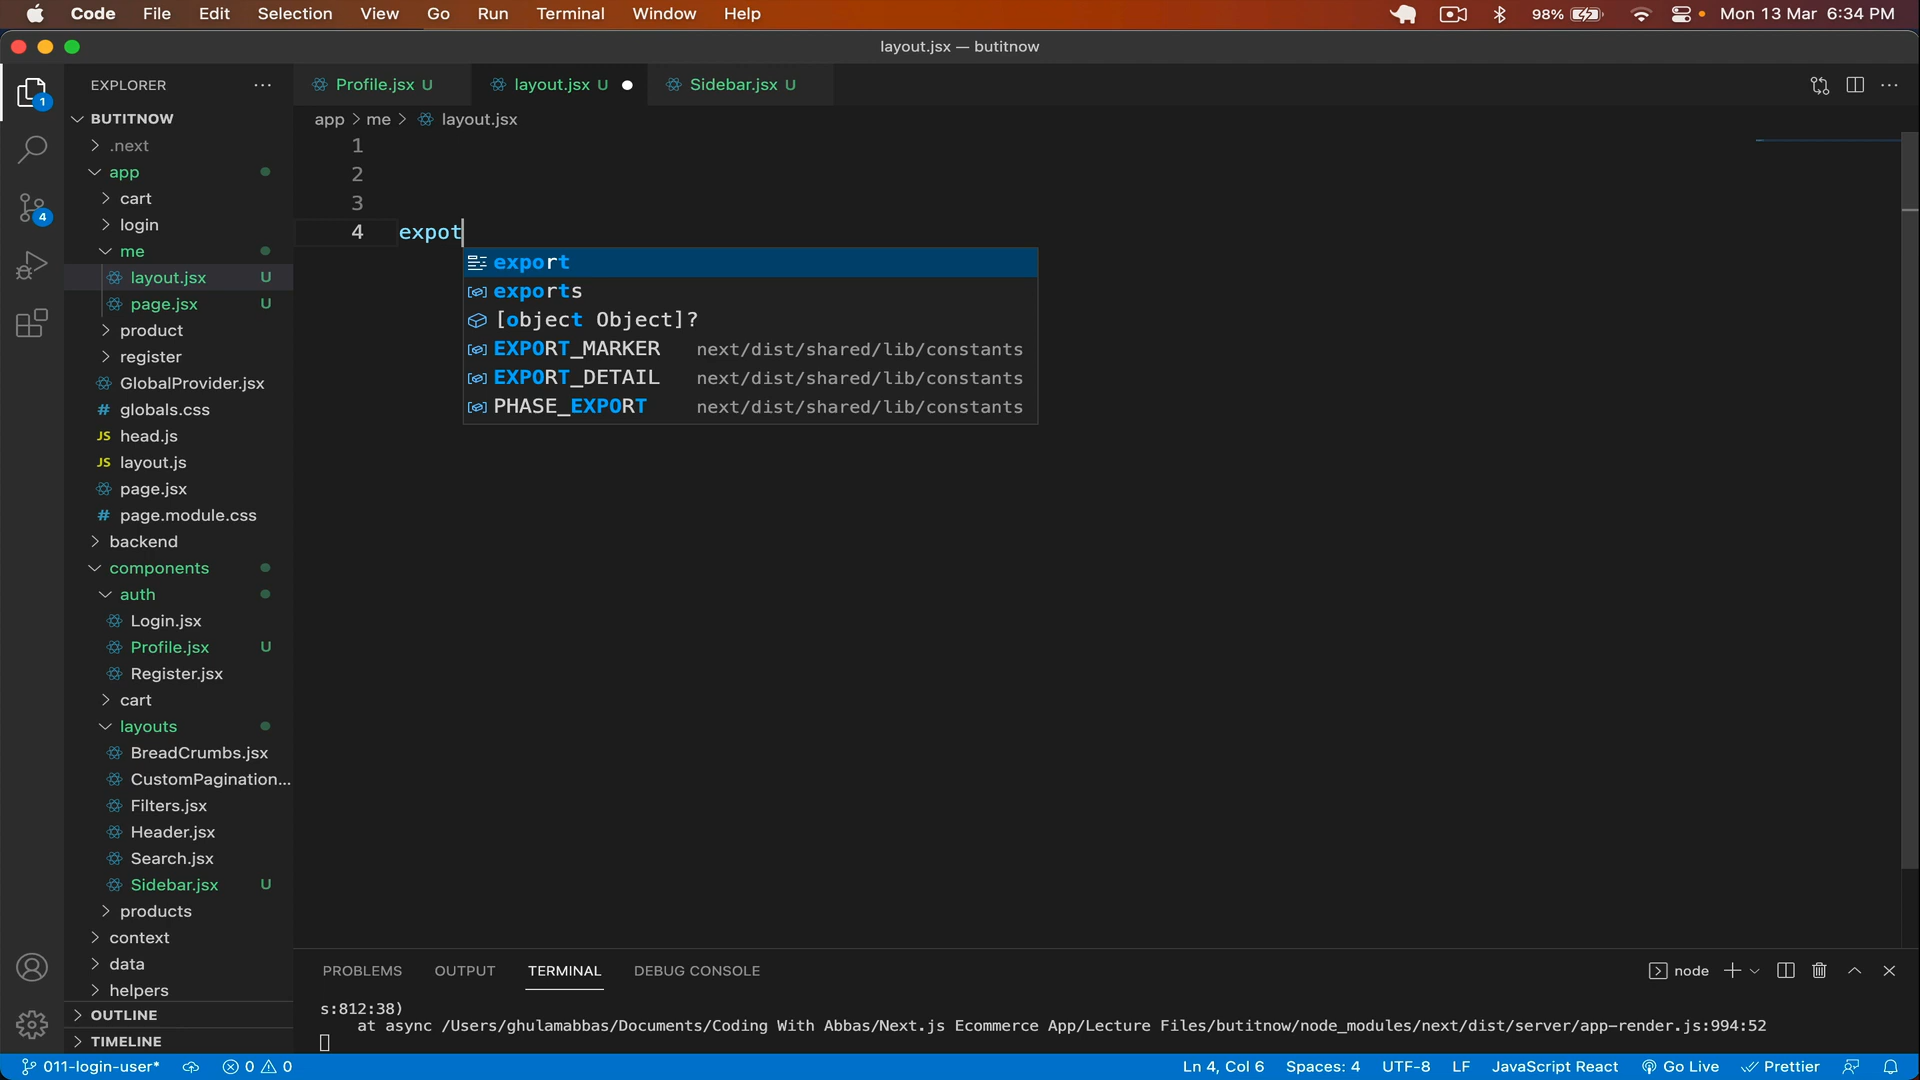 Code File Edit Selection View Go Run Terminal Window Help 98% Mon 13 Mar 6:34 PM
layout.jsx — butitnow
EXPLORER
Profile.jsx U layout.jsx U Sidebar.jsx U
BUTITNOW
app > me > layout.jsx
.next
app
cart
login
me
layout.jsx U
page.jsx U
product
register
GlobalProvider.jsx
# globals.css
JS head.js
JS layout.js
page.jsx
# page.module.css
backend
components
auth
Login.jsx
Profile.jsx U
Register.jsx
cart
layouts
BreadCrumbs.jsx
CustomPagination...
Filters.jsx
Header.jsx
Search.jsx
Sidebar.jsx U
products
context
data
helpers
OUTLINE
TIMELINE
1
4
1
2
3
4 expot
export
exports
[object Object]?
EXPORT_MARKER next/dist/shared/lib/constants
EXPORT_DETAIL next/dist/shared/lib/constants
PHASE_EXPORT next/dist/shared/lib/constants
PROBLEMS OUTPUT TERMINAL DEBUG CONSOLE node
s:812:38)
at async /Users/ghulamabbas/Documents/Coding With Abbas/Next.js Ecommerce App/Lecture Files/butitnow/node_modules/next/dist/server/app-render.js:994:52
011-login-user* 0 0 Ln 4, Col 6 Spaces: 4 UTF-8 LF JavaScript React Go Live Prettier